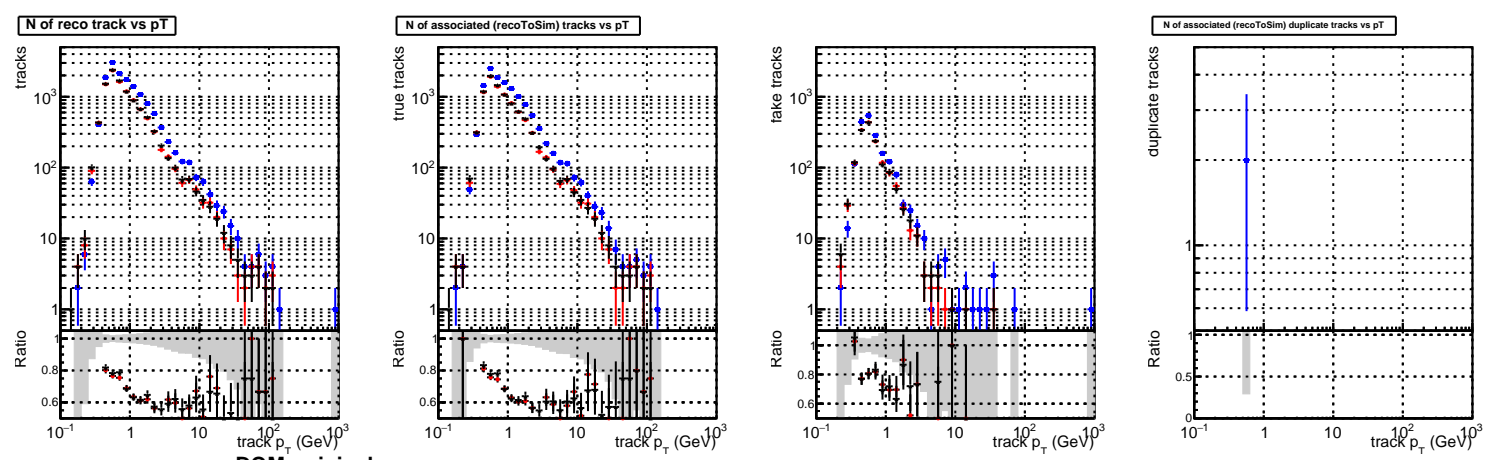 N of reco track vs pT
tracks
10³
10²
10
1
Ratio
1
0.8
0.6
10⁻¹ 1 10 10² 10³
track p_T (GeV)
N of associated (recoToSim) tracks vs pT
true tracks
10³
10²
10
1
Ratio
1
0.8
0.6
10⁻¹ 1 10 10² 10³
track p_T (GeV)
fake tracks
10³
10²
10
1
Ratio
1
0.8
0.6
10⁻¹ 1 10 10² 10³
track p_T (GeV)
N of associated (recoToSim) duplicate tracks vs pT
duplicate tracks
1
Ratio
1
0.5
0
10⁻¹ 1 10 10² 10³
track p_T (GeV)